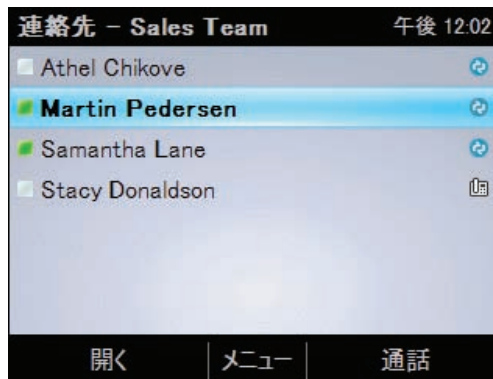 連絡先 - Sales Team 午後 12:02
Athel Chikove
Martin Pedersen
Samantha Lane
Stacy Donaldson
開く メニュー 通話